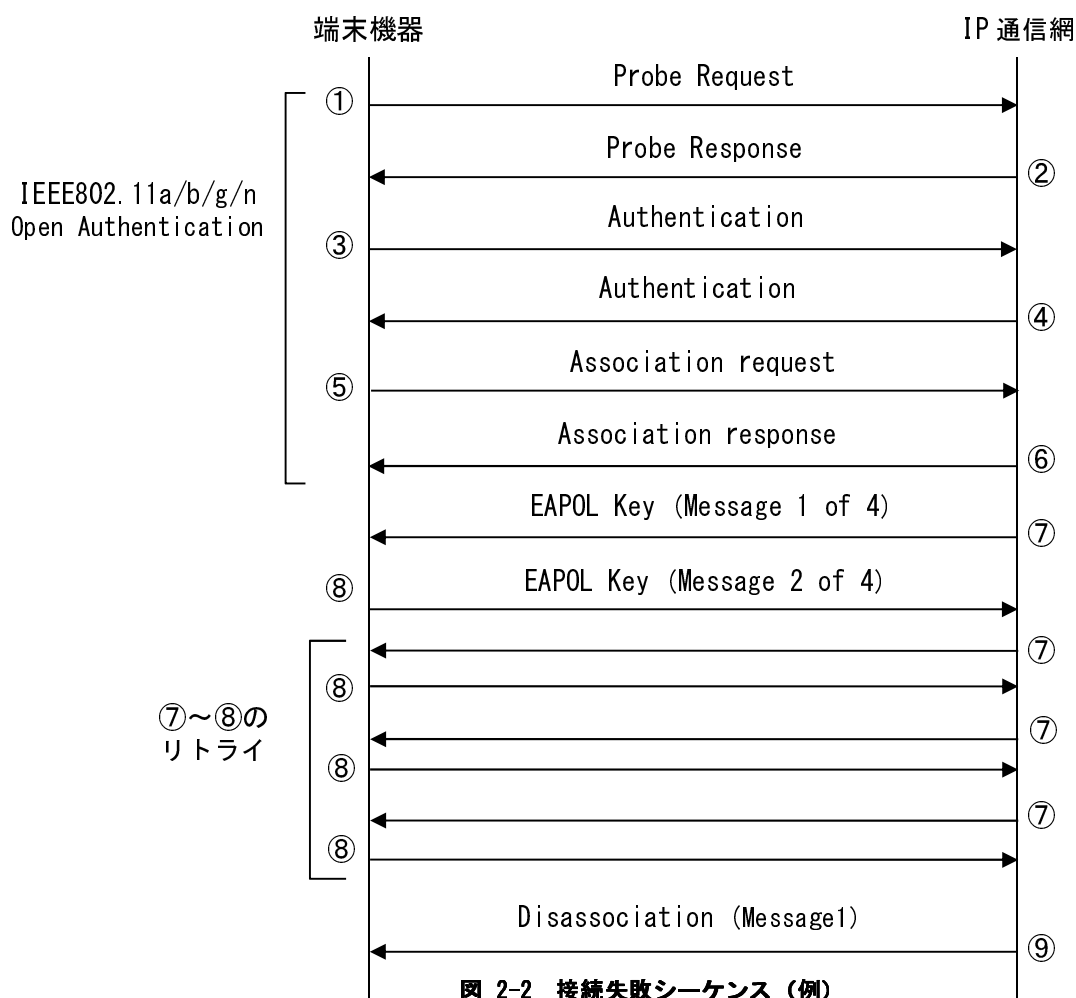 端末機器
IP 通信網
Probe Request
①
Probe Response
②
IEEE802.11a/b/g/n
Open Authentication
Authentication
③
Authentication
④
Association request
⑤
Association response
⑥
EAPOL Key (Message 1 of 4)
⑦
EAPOL Key (Message 2 of 4)
⑧
⑦
⑧
⑦～⑧の
リトライ
⑦
⑧
⑦
⑧
Disassociation (Message1)
⑨
図 2-2 接続失敗シーケンス（例）